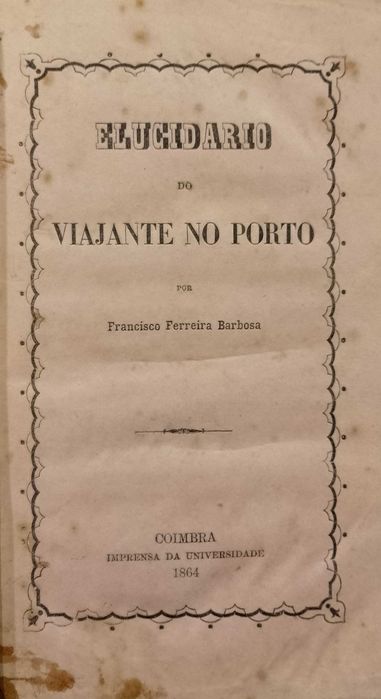 ELUCIDARIO
DO
VIAJANTE NO PORTO
POR
Francisco Ferreira Barbosa
COIMBRA
IMPRENSA DA UNIVERSIDADE
1864